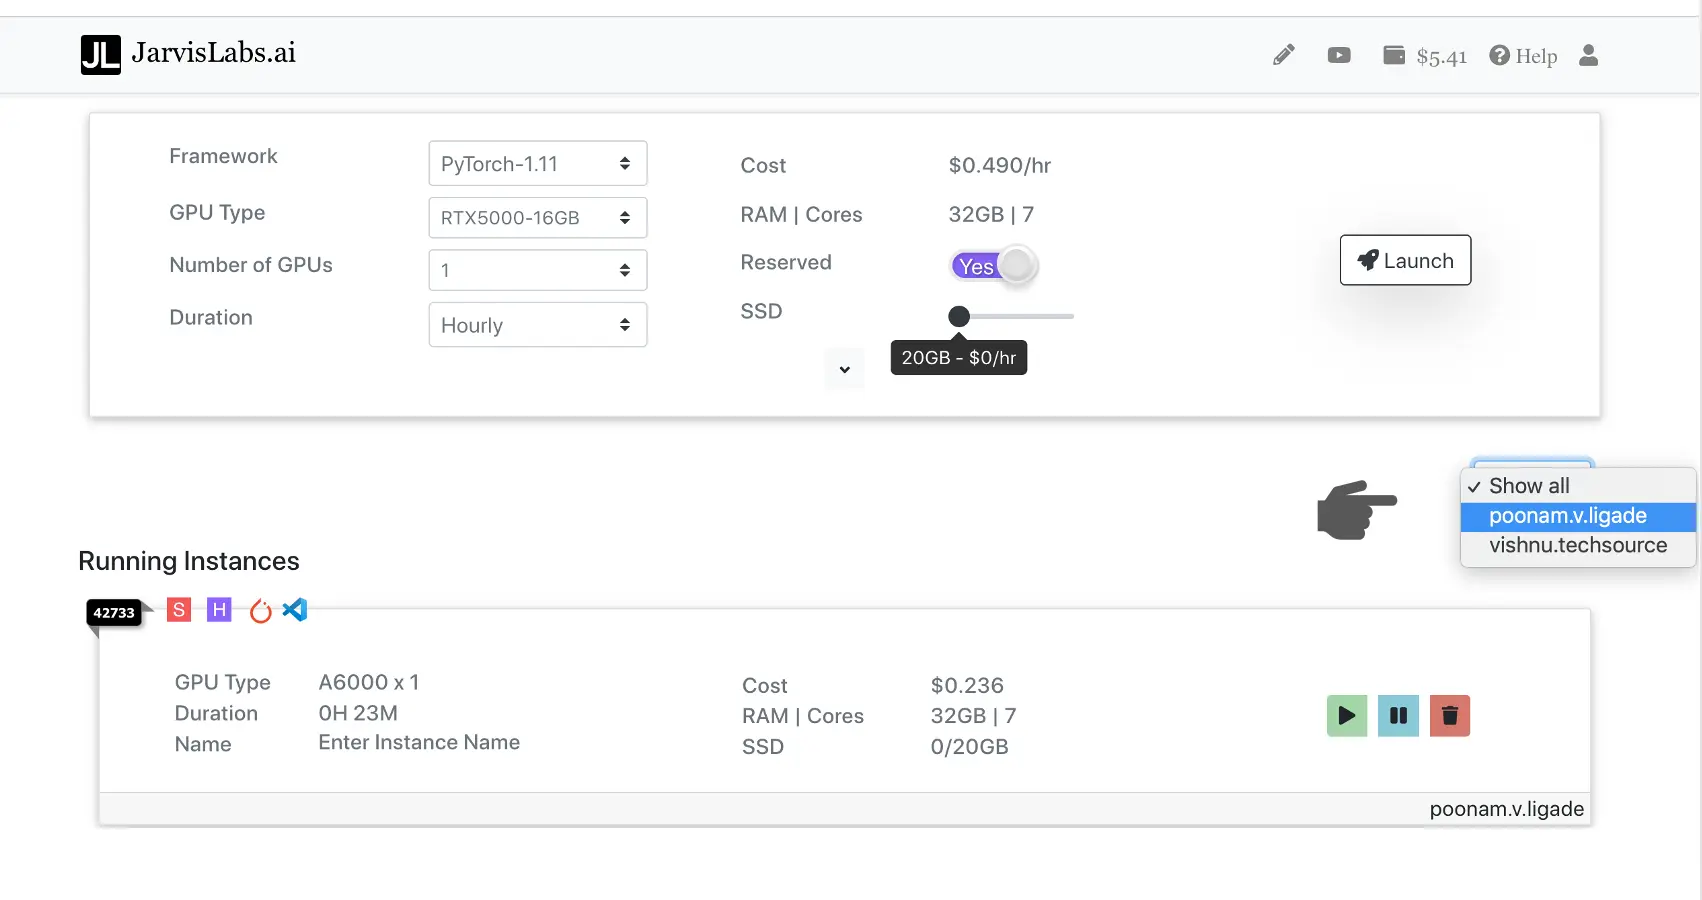 JL JarvisLabs.ai
$5.41 Help
Framework PyTorch-1.11
GPU Type RTX5000-16GB
Number of GPUs 1
Duration Hourly
Cost $0.490/hr
RAM | Cores 32GB | 7
Reserved Yes
SSD
20GB - $0/hr
Launch
Show all
poonam.v.ligade
vishnu.techsource
Running Instances
42733 S H
GPU Type A6000 x 1
Duration 0H 23M
Name Enter Instance Name
Cost $0.236
RAM | Cores 32GB | 7
SSD 0/20GB
poonam.v.ligade